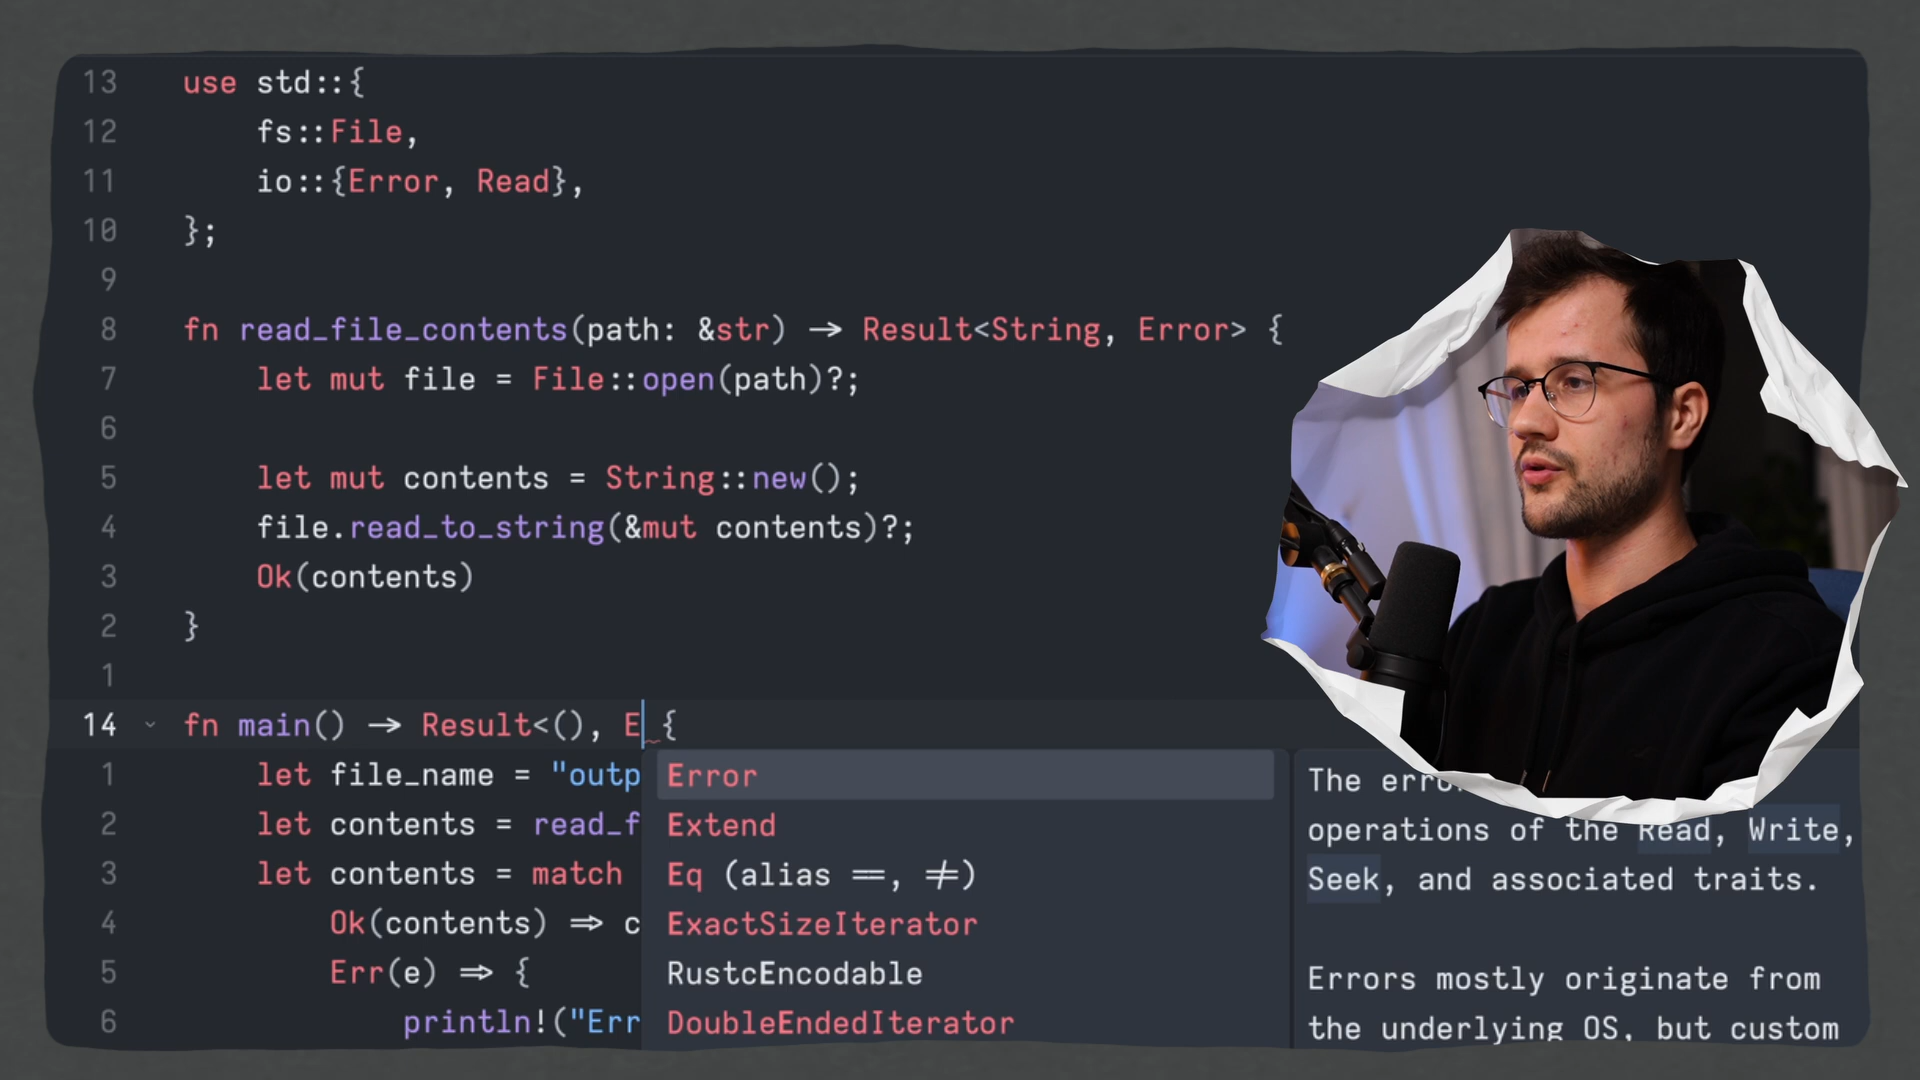 13 use std::{
12 fs::File,
11 io::{Error, Read},
10 };
9
8 fn read_file_contents(path: &str) -> Result<String, Error> {
7 let mut file = File::open(path)?;
6
5 let mut contents = String::new();
4 file.read_to_string(&mut contents)?;
3 Ok(contents)
2 }
1
14 fn main() -> Result<(), E {
1 let file_name = "outp
2 let contents = read_f
3 let contents = match
4 Ok(contents) => c
5 Err(e) => {
6 println!("Err
Error
Extend
Eq (alias ==, !=)
ExactSizeIterator
RustcEncodable
DoubleEndedIterator
The error
operations of the Read, Write,
Seek, and associated traits.
Errors mostly originate from
the underlying OS, but custom